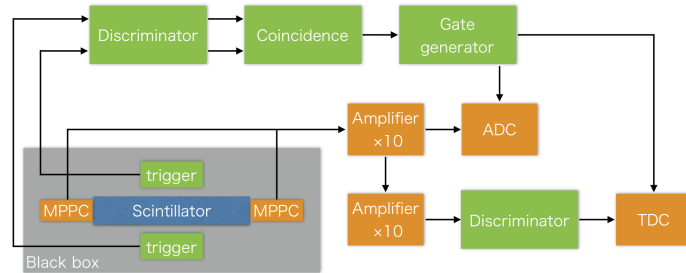 Discriminator
Coincidence
Gate
generator
Amplifier
×10
ADC
trigger
MPPC
Scintillator
MPPC
trigger
Black box
Amplifier
×10
Discriminator
TDC